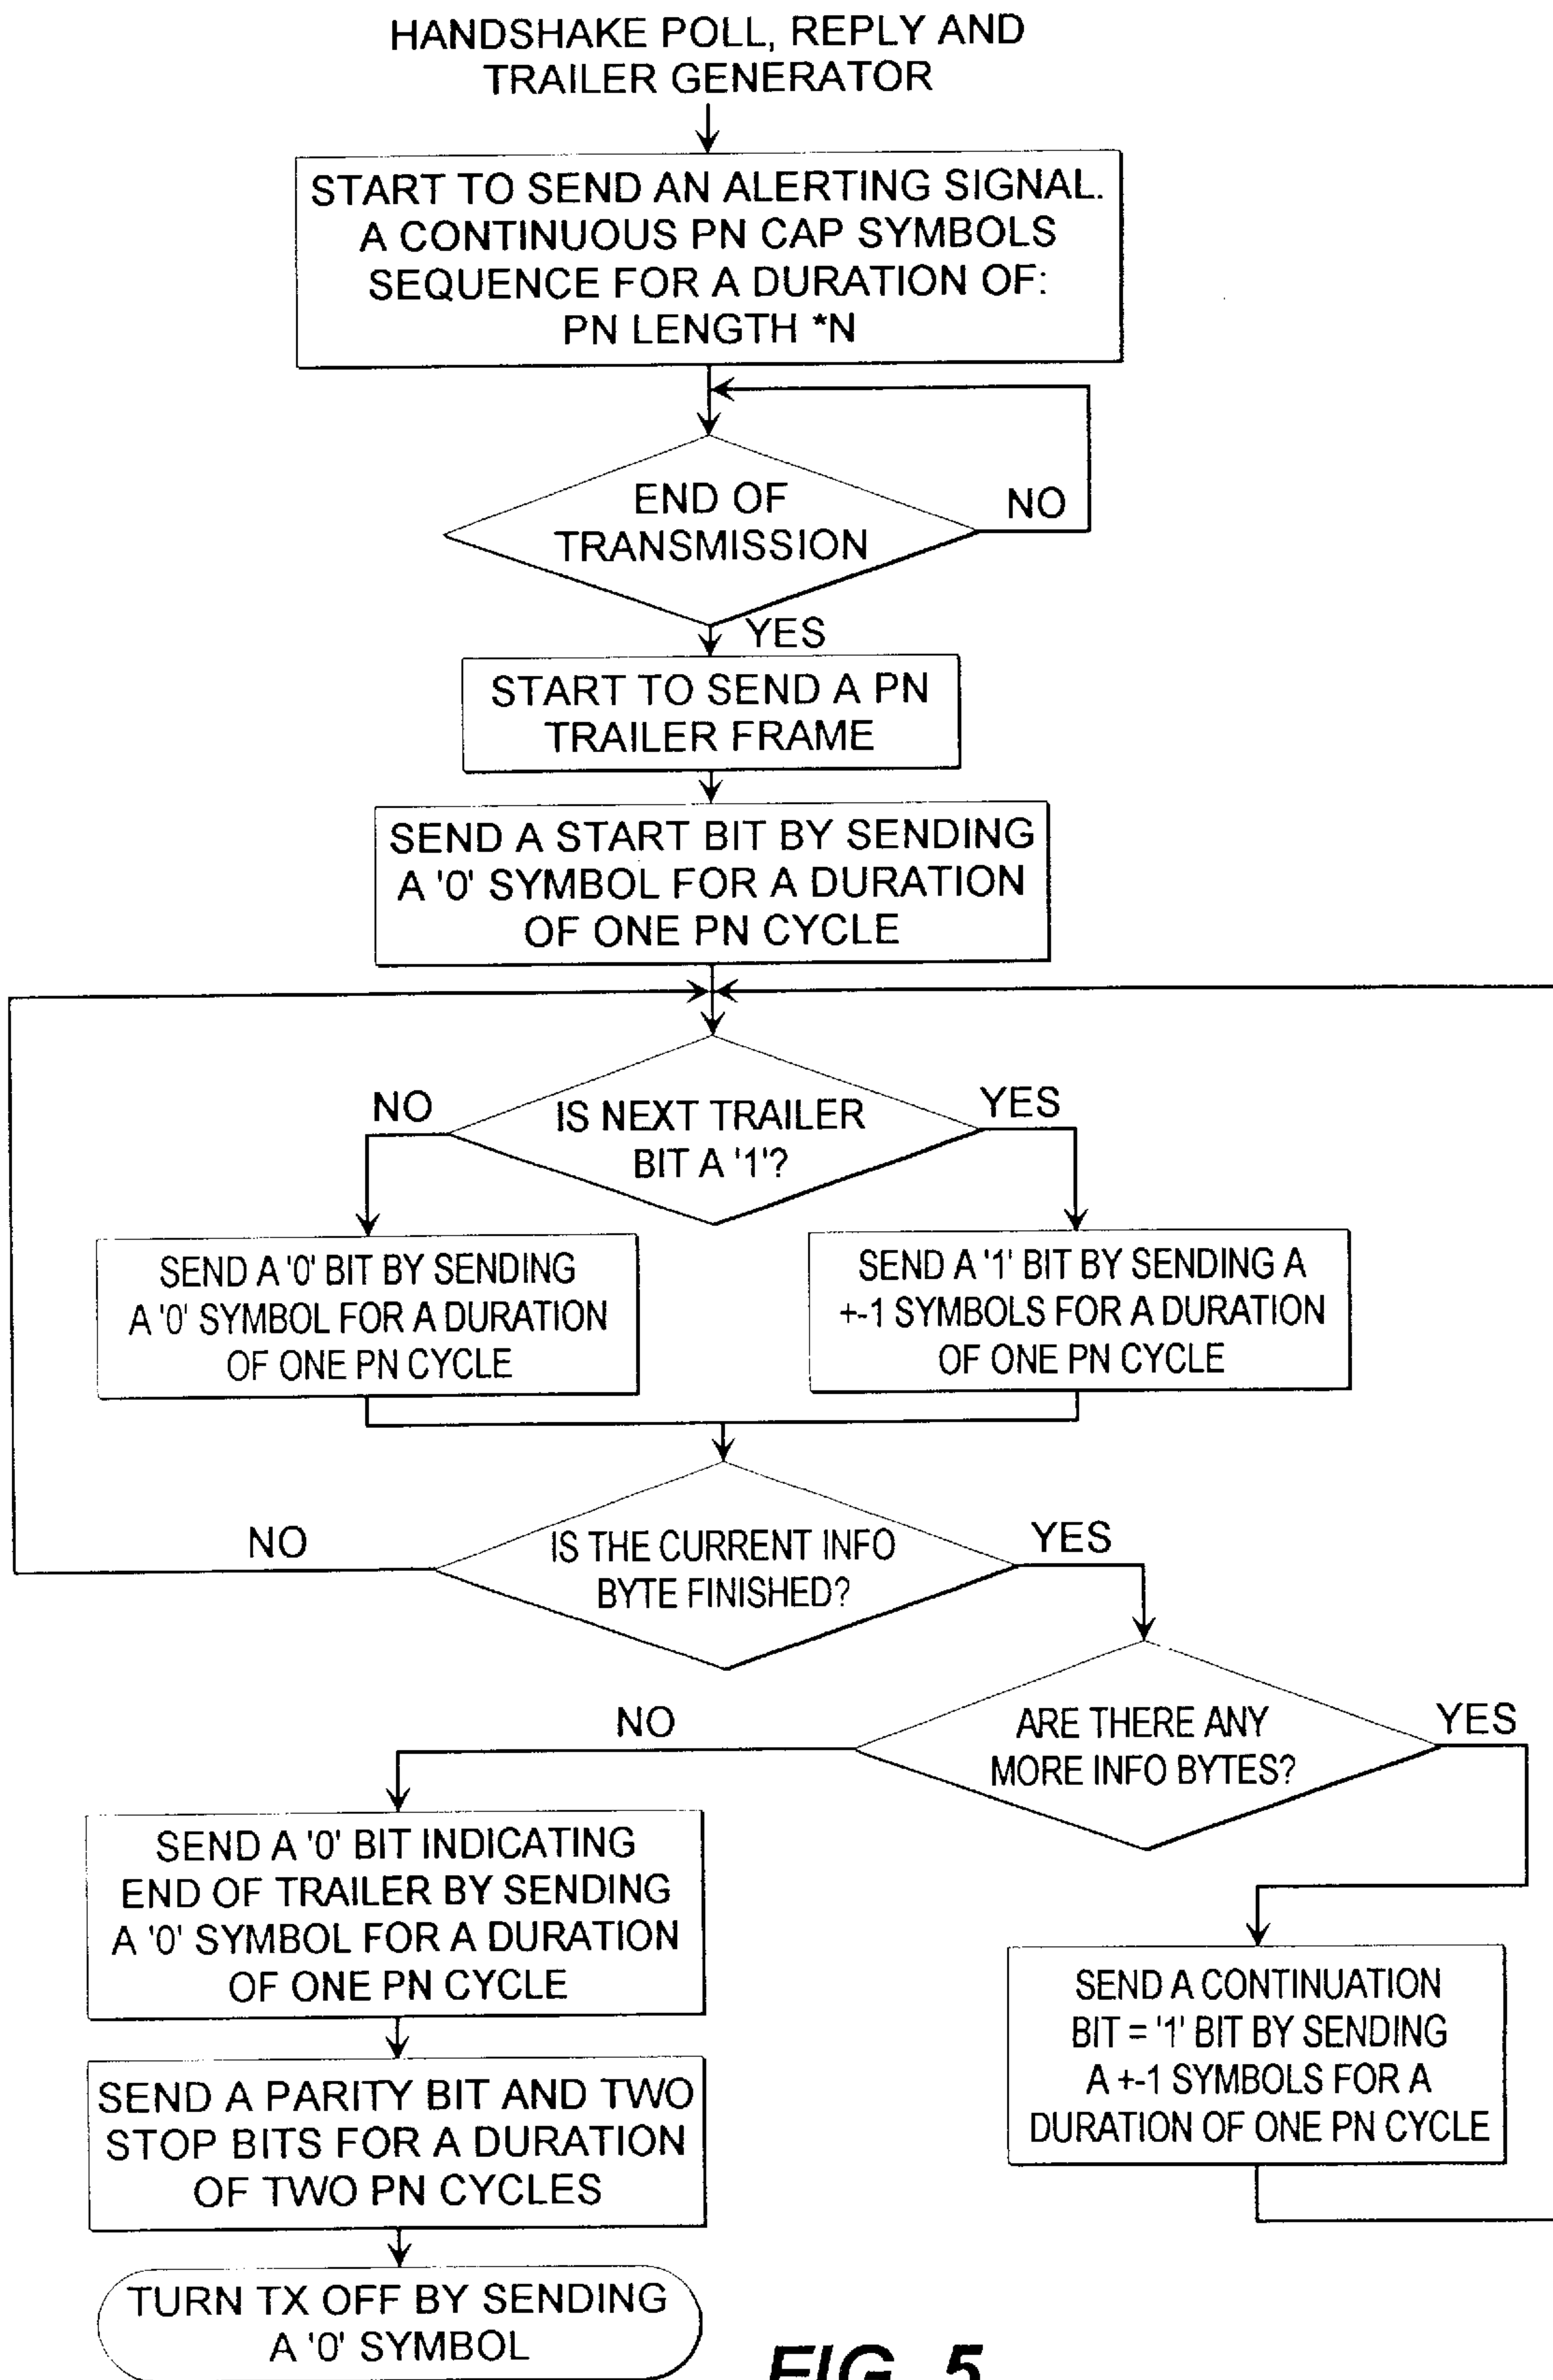 HANDSHAKE POLL, REPLY AND
TRAILER GENERATOR
START TO SEND AN ALERTING SIGNAL.
A CONTINUOUS PN CAP SYMBOLS
SEQUENCE FOR A DURATION OF:
PN LENGTH *N
END OF
TRANSMISSION
NO
YES
START TO SEND A PN
TRAILER FRAME
SEND A START BIT BY SENDING
A '0' SYMBOL FOR A DURATION
OF ONE PN CYCLE
NO
IS NEXT TRAILER
BIT A '1'?
YES
SEND A '0' BIT BY SENDING
A '0' SYMBOL FOR A DURATION
OF ONE PN CYCLE
SEND A '1' BIT BY SENDING A
+-1 SYMBOLS FOR A DURATION
OF ONE PN CYCLE
NO
IS THE CURRENT INFO
BYTE FINISHED?
YES
NO
ARE THERE ANY
MORE INFO BYTES?
YES
SEND A '0' BIT INDICATING
END OF TRAILER BY SENDING
A '0' SYMBOL FOR A DURATION
OF ONE PN CYCLE
SEND A CONTINUATION
BIT = '1' BIT BY SENDING
A +-1 SYMBOLS FOR A
DURATION OF ONE PN CYCLE
SEND A PARITY BIT AND TWO
STOP BITS FOR A DURATION
OF TWO PN CYCLES
TURN TX OFF BY SENDING
A '0' SYMBOL
FIG. 5